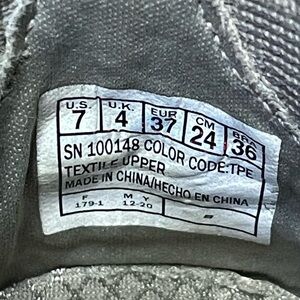 U.S. U.K. EUR CM BRA
7 4 37 24 36
SN 100148 COLOR CODE:TPE
TEXTILE UPPER
MADE IN CHINA/HECHO EN CHINA
F M Y
179-1 12-20